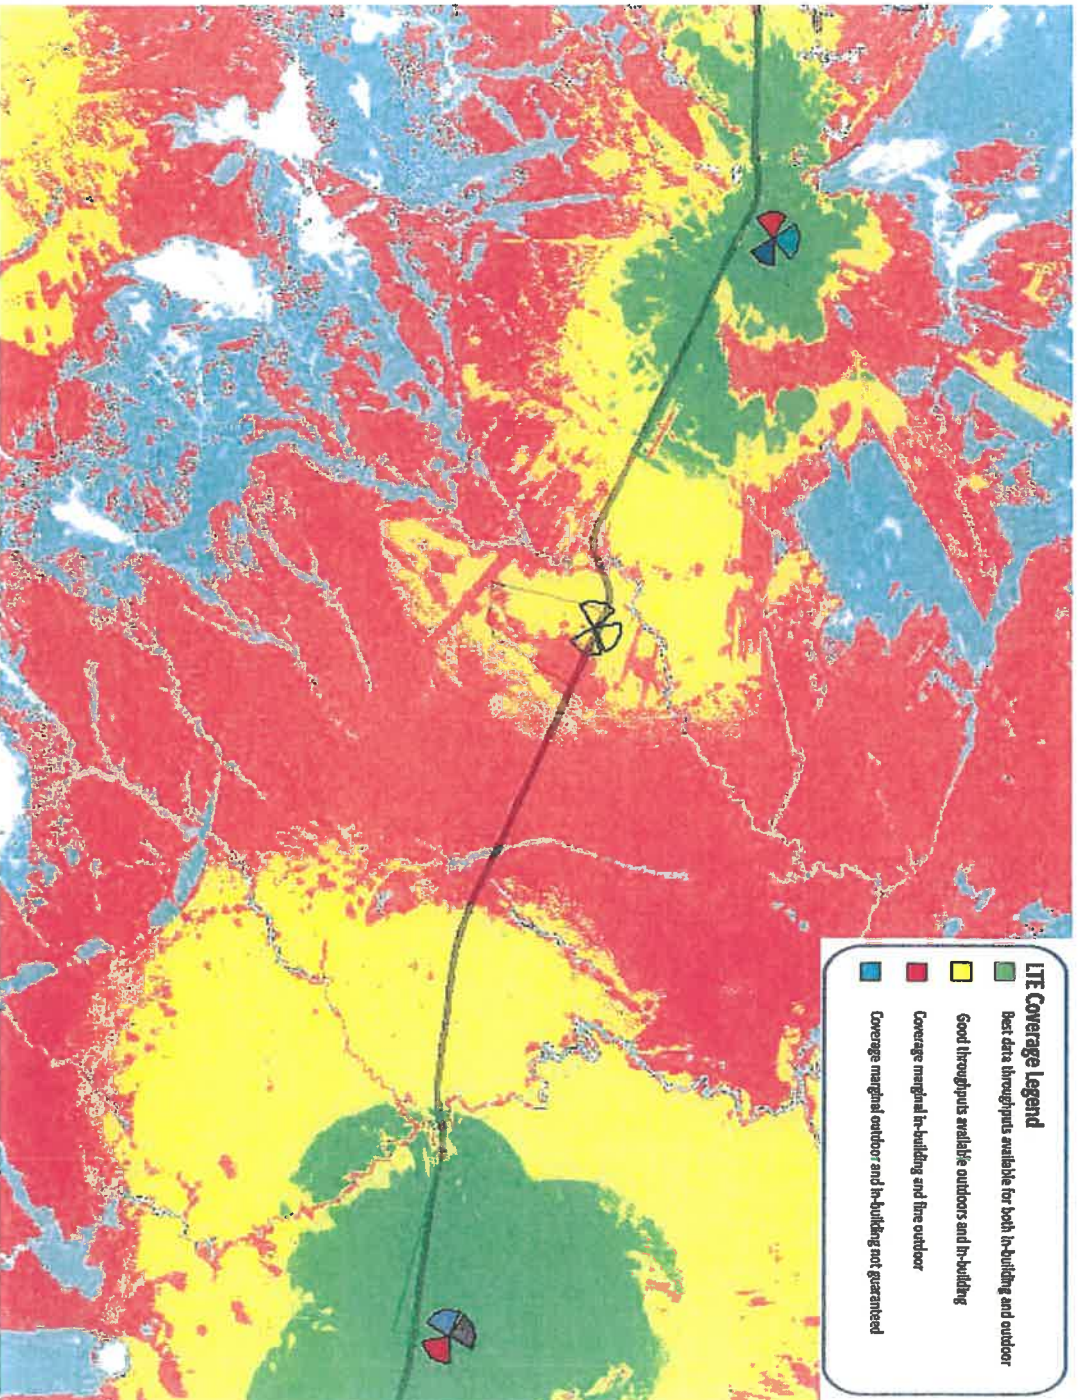 LTE Coverage Legend
Best data throughputs available for both in-building and outdoor
Good throughputs available outdoors and in-building
Coverage marginal in-building and fine outdoor
Coverage marginal outdoor and in-building not guaranteed